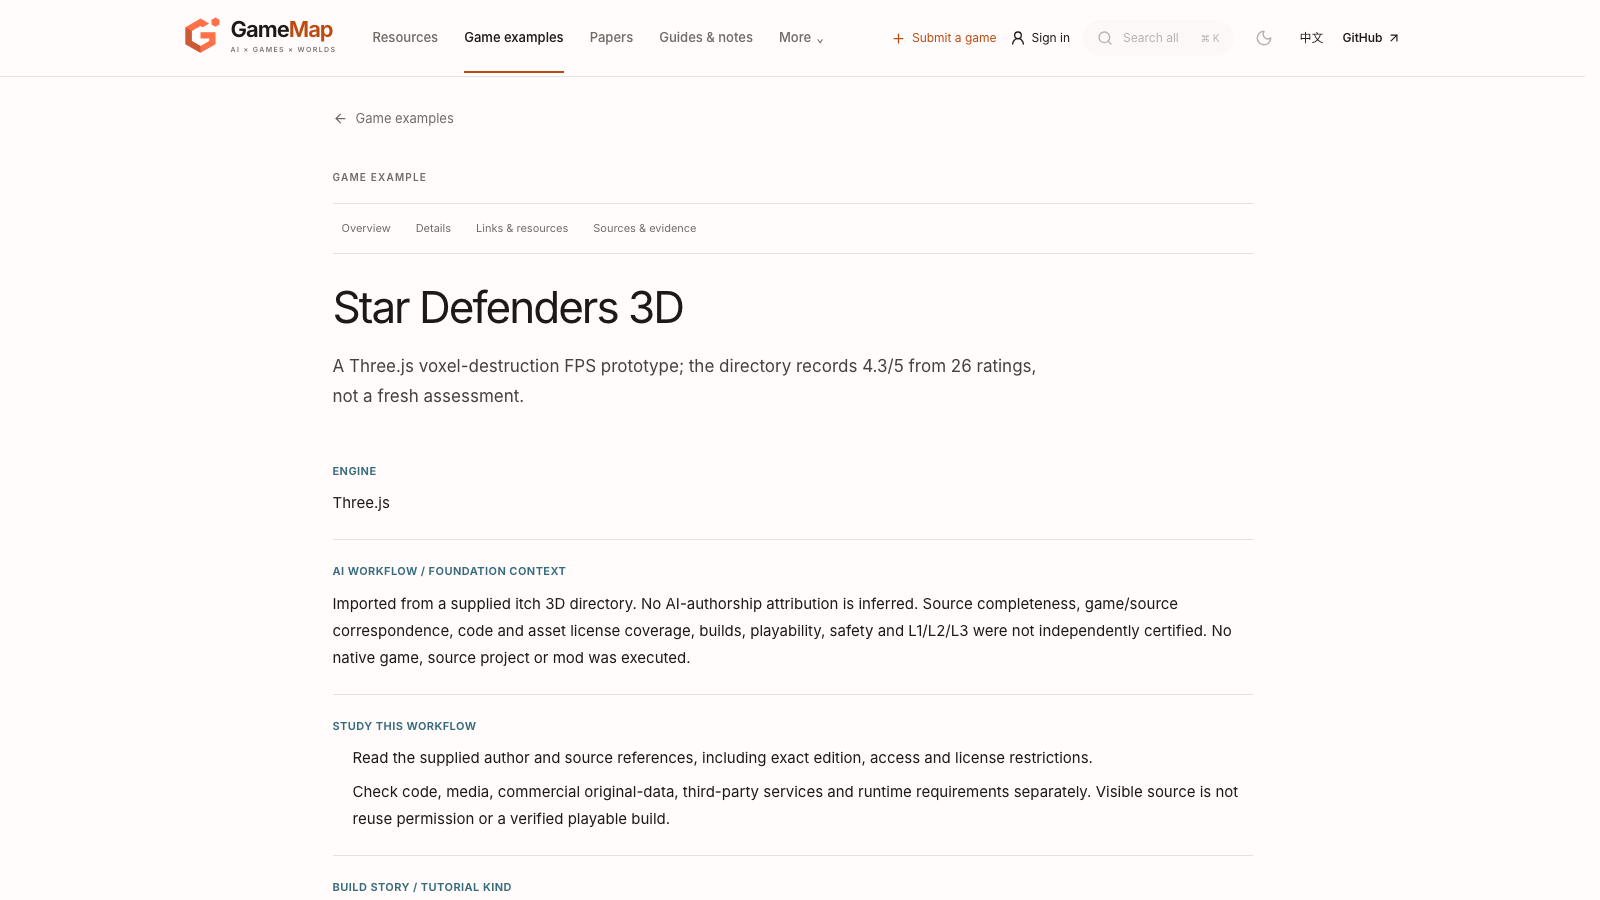 GameMap
AI × GAMES × WORLDS
Resources
Game examples
Papers
Guides & notes
More
Submit a game
Sign in
Search all
⌘ K
中文
GitHub ↗
← Game examples
GAME EXAMPLE
Overview
Details
Links & resources
Sources & evidence
Star Defenders 3D
A Three.js voxel-destruction FPS prototype; the directory records 4.3/5 from 26 ratings,
not a fresh assessment.
ENGINE
Three.js
AI WORKFLOW / FOUNDATION CONTEXT
Imported from a supplied itch 3D directory. No AI-authorship attribution is inferred. Source completeness, game/source
correspondence, code and asset license coverage, builds, playability, safety and L1/L2/L3 were not independently certified. No
native game, source project or mod was executed.
STUDY THIS WORKFLOW
Read the supplied author and source references, including exact edition, access and license restrictions.
Check code, media, commercial original-data, third-party services and runtime requirements separately. Visible source is not
reuse permission or a verified playable build.
BUILD STORY / TUTORIAL KIND